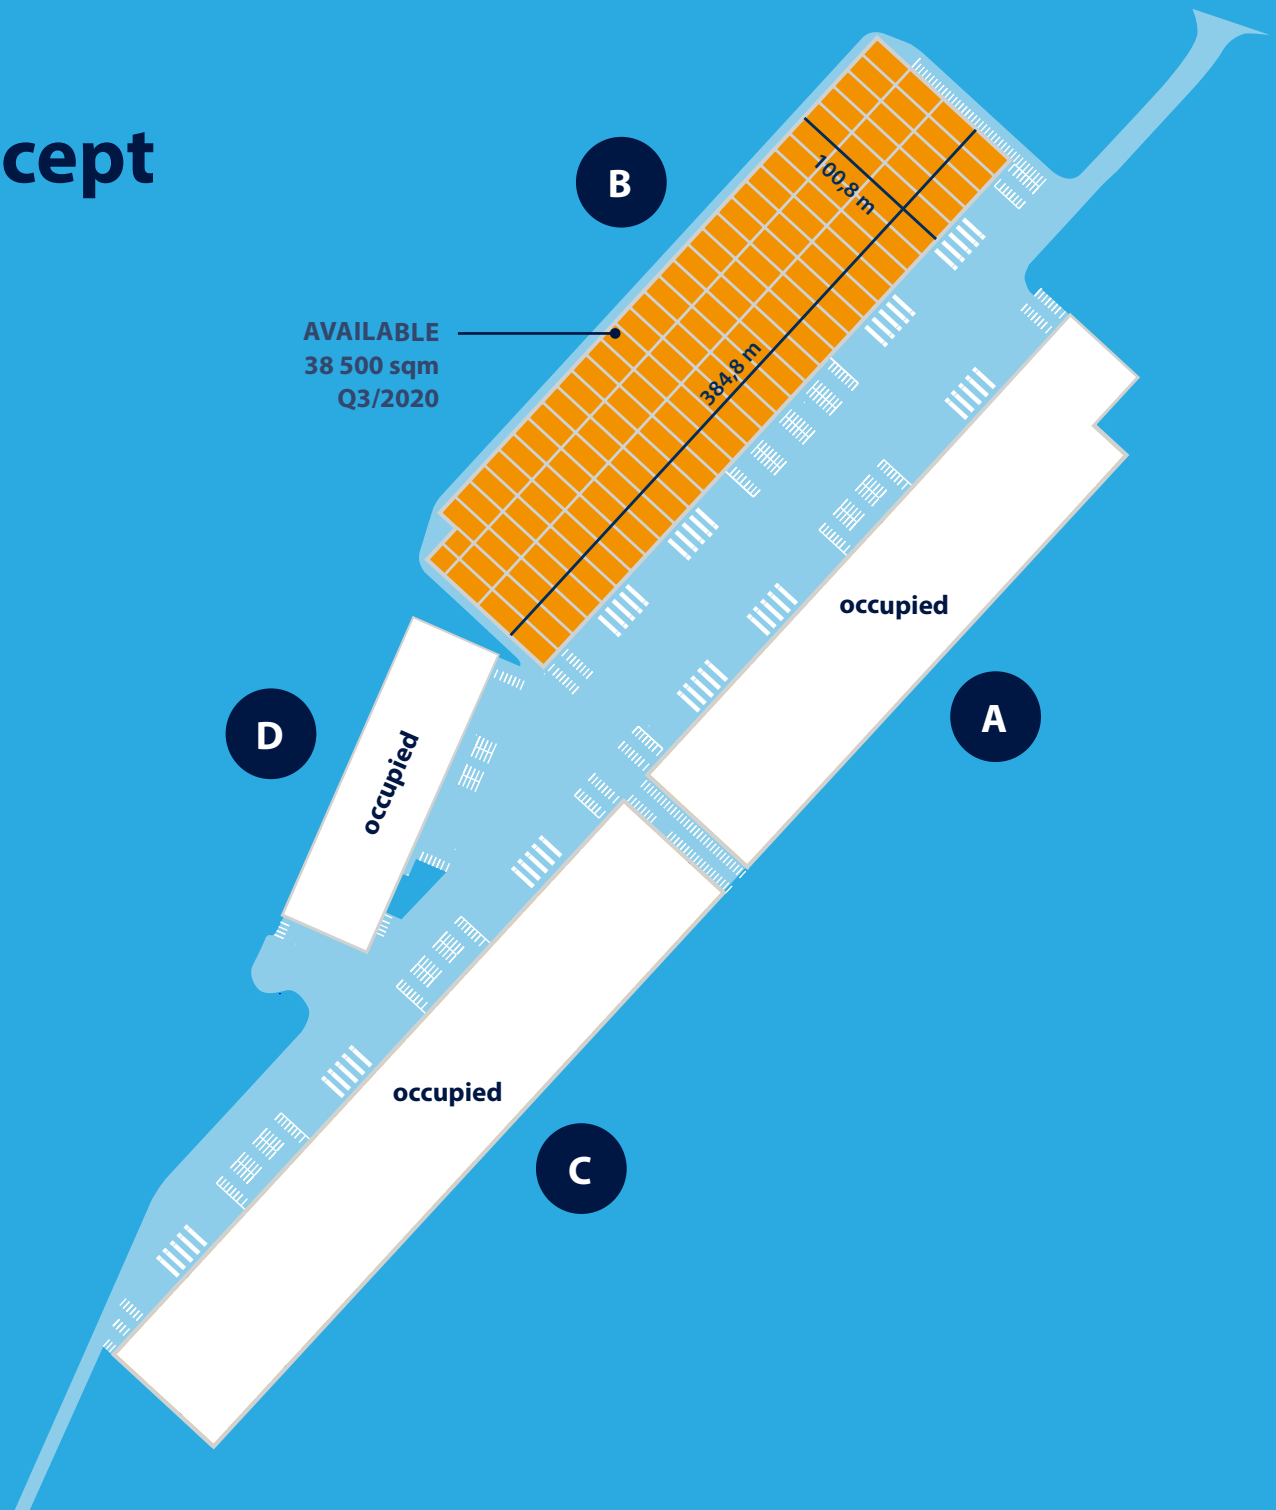 cept
B
100,8 m
AVAILABLE
38 500 sqm
Q3/2020
384,8 m
occupied
A
D
occupied
occupied
C